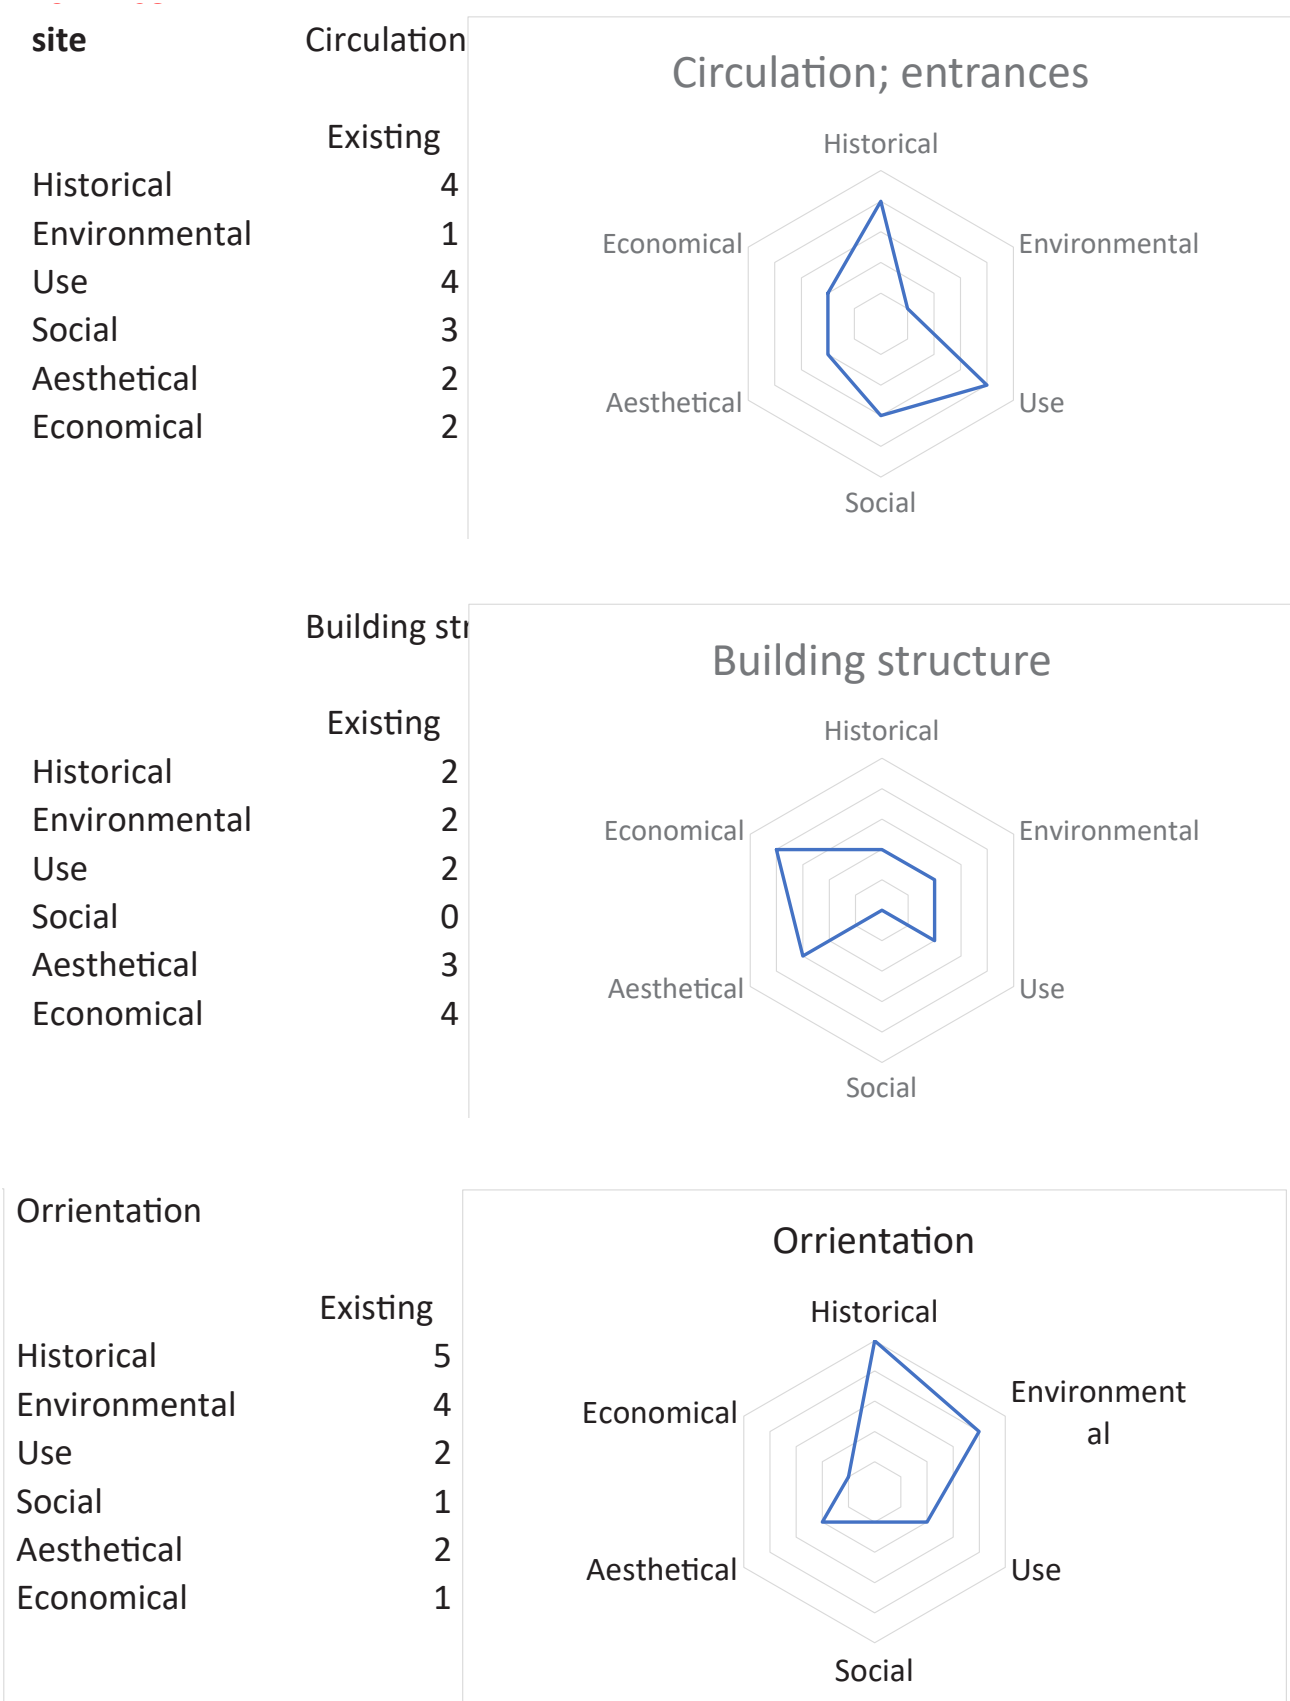 site Circulation
Existing
Historical 4
Environmental 1
Use 4
Social 3
Aesthetical 2
Economical 2
Circulation; entrances
Historical
Economical Environmental
Aesthetical Use
Social
Building str
Existing
Historical 2
Environmental 2
Use 2
Social 0
Aesthetical 3
Economical 4
Building structure
Historical
Economical Environmental
Aesthetical Use
Social
Orrientation
Existing
Historical 5
Environmental 4
Use 2
Social 1
Aesthetical 2
Economical 1
Orrientation
Historical
Economical Environment
al
Aesthetical Use
Social